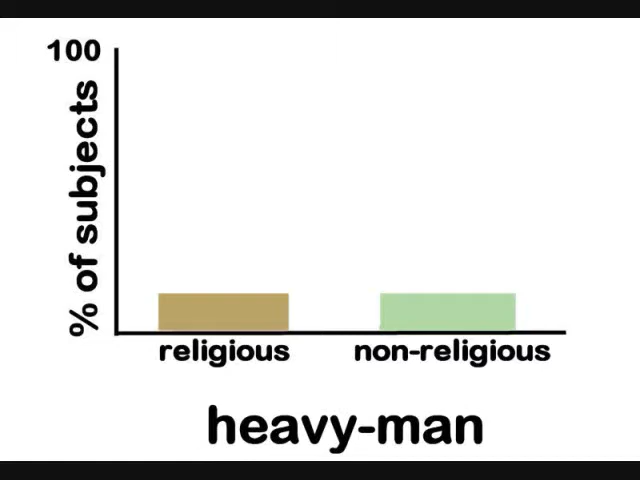 100
% of subjects
religious
non-religious
heavy-man